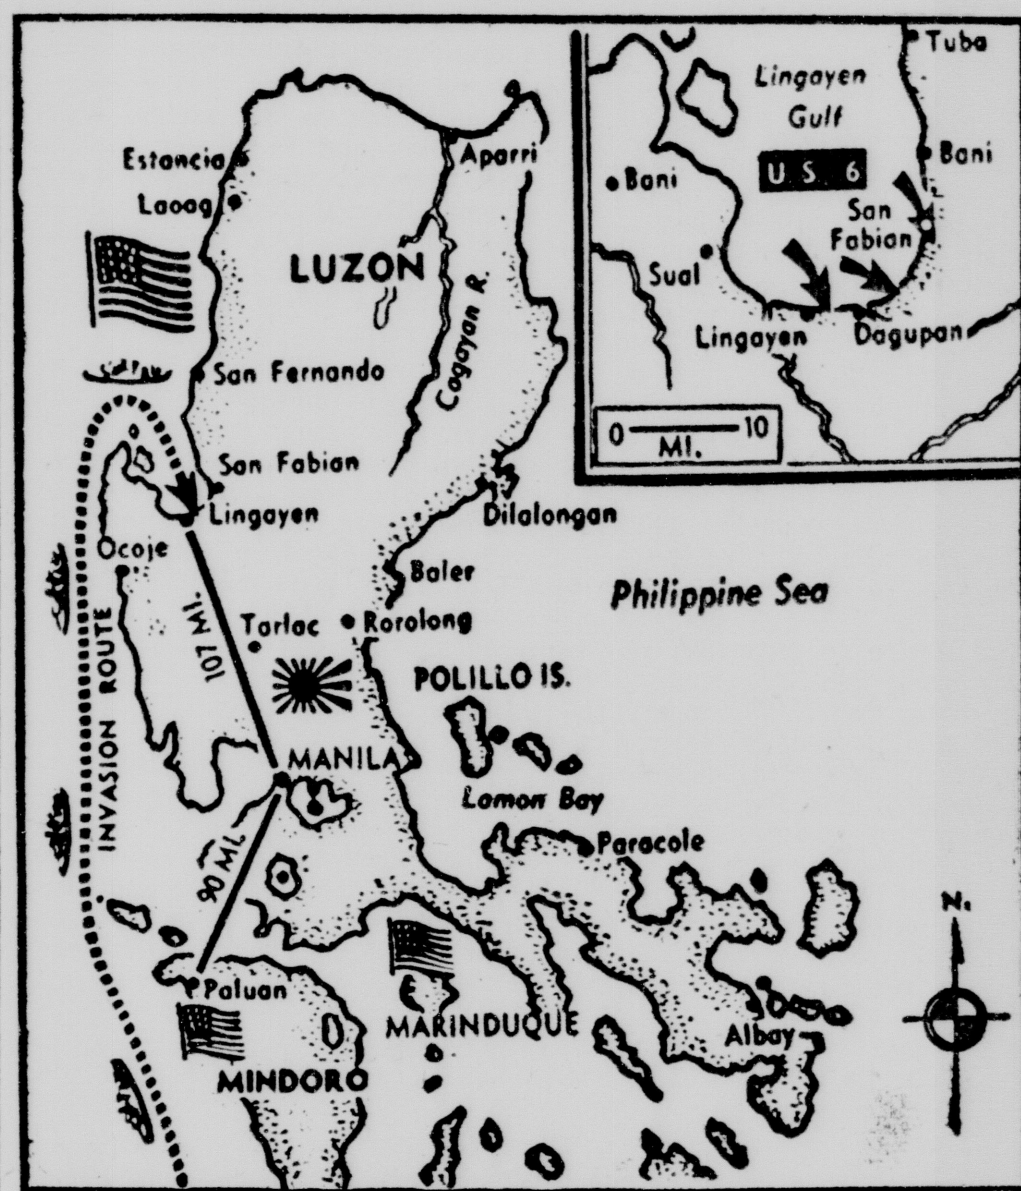 Estancia
Laoag
Aparri
LUZON
Cagayan R.
San Fernando
San Fabian
Lingayen
Dilalongan
Ocoje
Baler
Philippine Sea
INVASION ROUTE
107 MI.
Tarlac
Rorolong
POLILLO IS.
MANILA
Lamon Bay
90 MI.
Paracole
N.
Paluan
MARINDUQUE
Albay
MINDORO
Tuba
Lingayen
Gulf
Bani
Bani
U. S. 6
San
Fabian
Sual
Lingayen
Dagupan
0 10
MI.